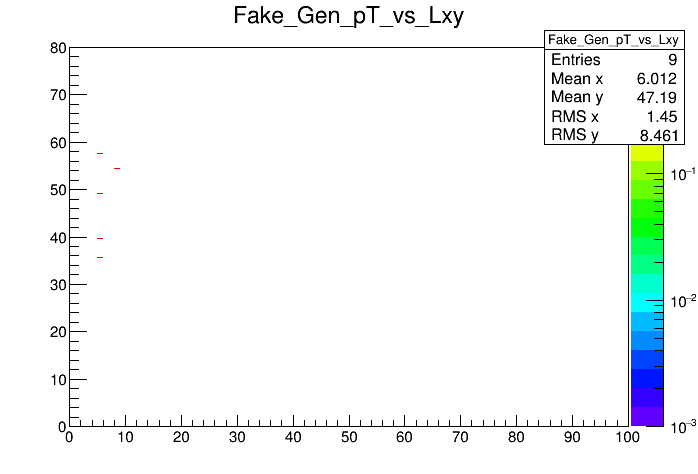 Fake_Gen_pT_vs_Lxy
Fake_Gen_pT_vs_Lxy
Entries 9
Mean x 6.012
Mean y 47.19
RMS x 1.45
RMS y 8.461
80
70
60
50
40
30
20
10
0
0 10 20 30 40 50 60 70 80 90 100
10⁻¹
10⁻²
10⁻³